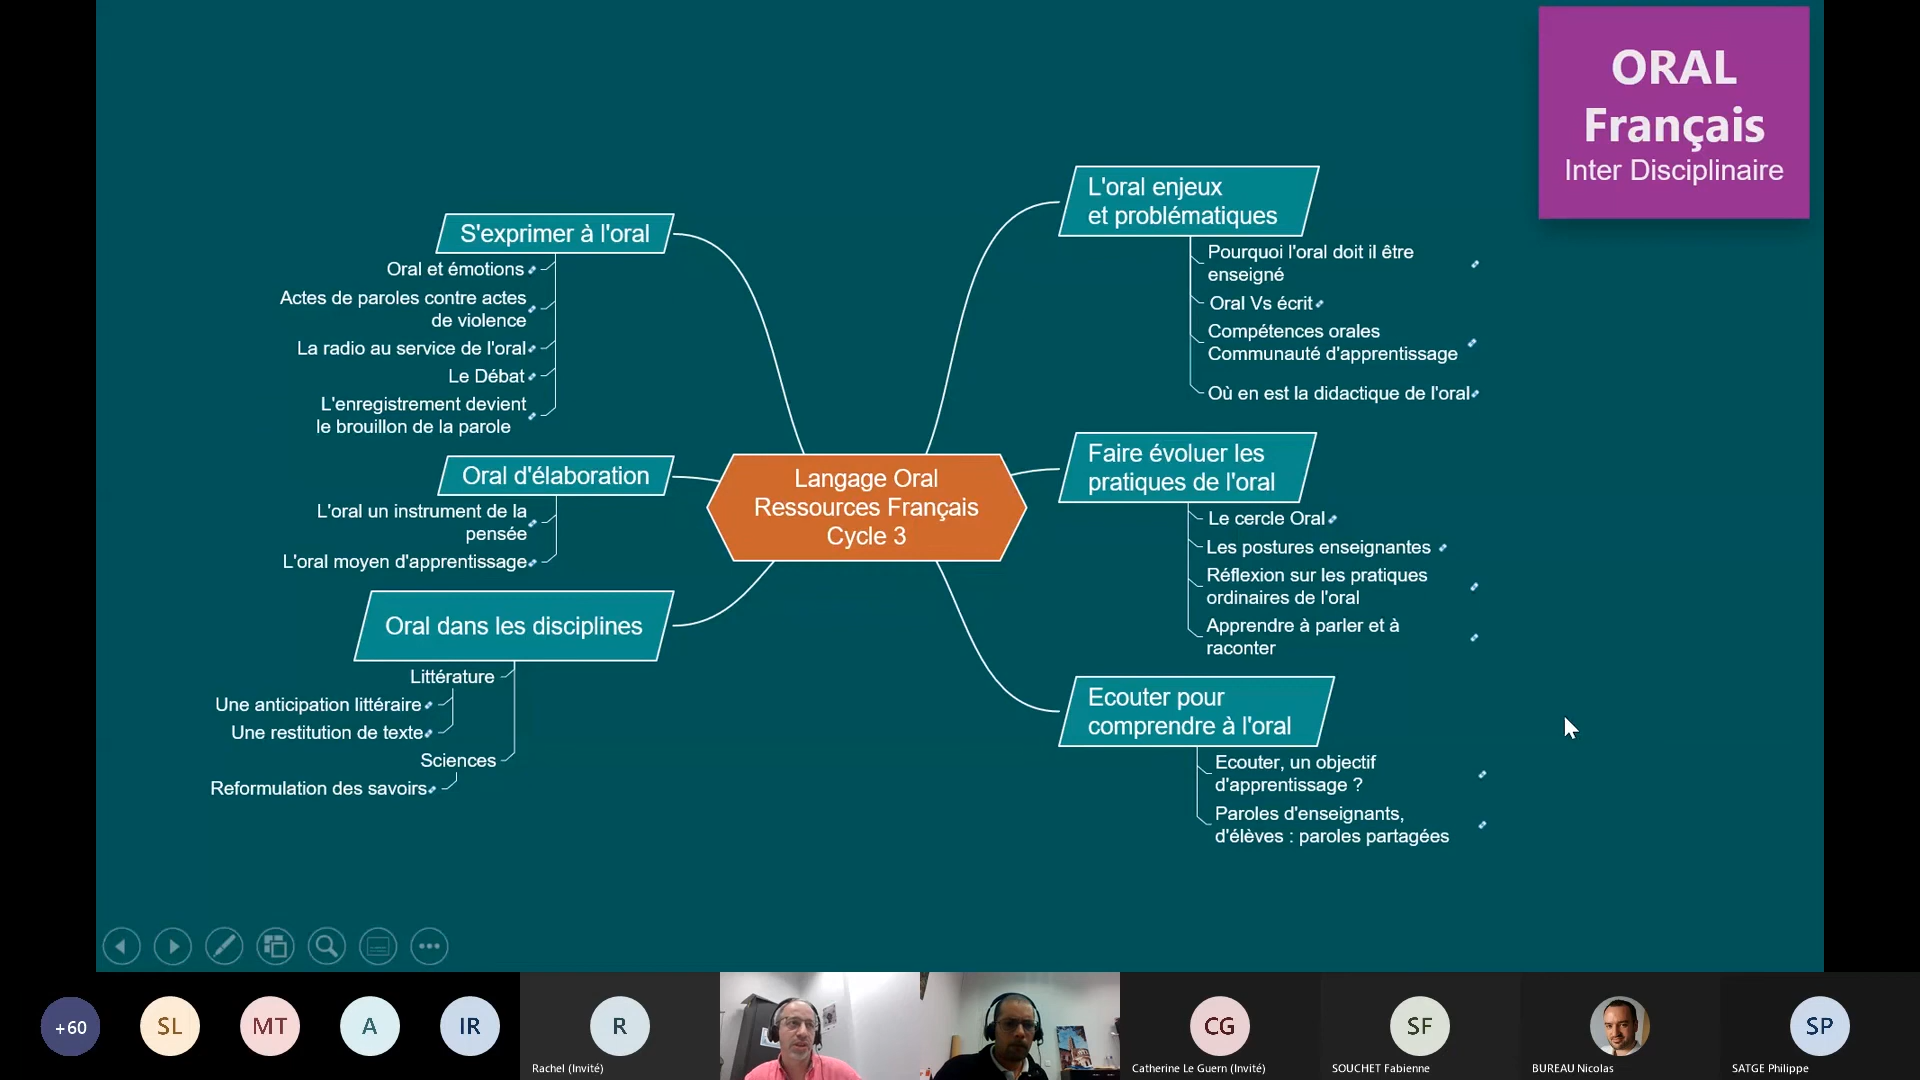 ORAL
Français
Inter Disciplinaire
S'exprimer à l'oral
Oral et émotions
Actes de paroles contre actes
de violence
La radio au service de l'oral
Le Débat
L'enregistrement devient
le brouillon de la parole
Oral d'élaboration
L'oral un instrument de la
pensée
L'oral moyen d'apprentissage
Oral dans les disciplines
Littérature
Une anticipation littéraire
Une restitution de texte
Sciences
Reformulation des savoirs
Langage Oral
Ressources Français
Cycle 3
L'oral enjeux
et problématiques
Pourquoi l'oral doit il être
enseigné
Oral Vs écrit
Compétences orales
Communauté d'apprentissage
Où en est la didactique de l'oral
Faire évoluer les
pratiques de l'oral
Le cercle Oral
Les postures enseignantes
Réflexion sur les pratiques
ordinaires de l'oral
Apprendre à parler et à
raconter
Ecouter pour
comprendre à l'oral
Ecouter, un objectif
d'apprentissage ?
Paroles d'enseignants,
d'élèves : paroles partagées
+60
SL
MT
A
IR
R
Rachel (Invité)
CG
Catherine Le Guern (Invité)
SF
SOUCHET Fabienne
BUREAU Nicolas
SP
SATGE Philippe